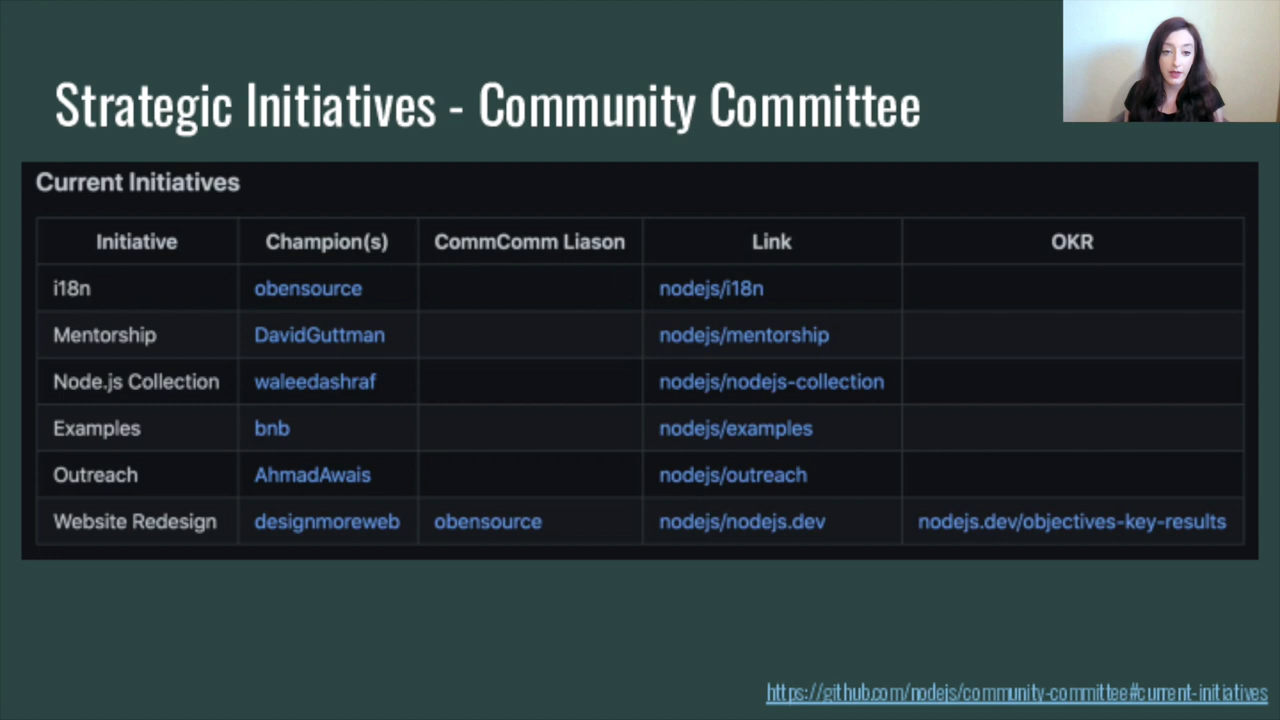 Strategic Initiatives - Community Committee
Current Initiatives
Initiative Champion(s) CommComm Liason Link OKR
i18n obensource nodejs/i18n
Mentorship DavidGuttman nodejs/mentorship
Node.js Collection waleedashraf nodejs/nodejs-collection
Examples bnb nodejs/examples
Outreach AhmadAwais nodejs/outreach
Website Redesign designmoreweb obensource nodejs/nodejs.dev nodejs.dev/objectives-key-results
https://github.com/nodejs/community-committee#current-initiatives